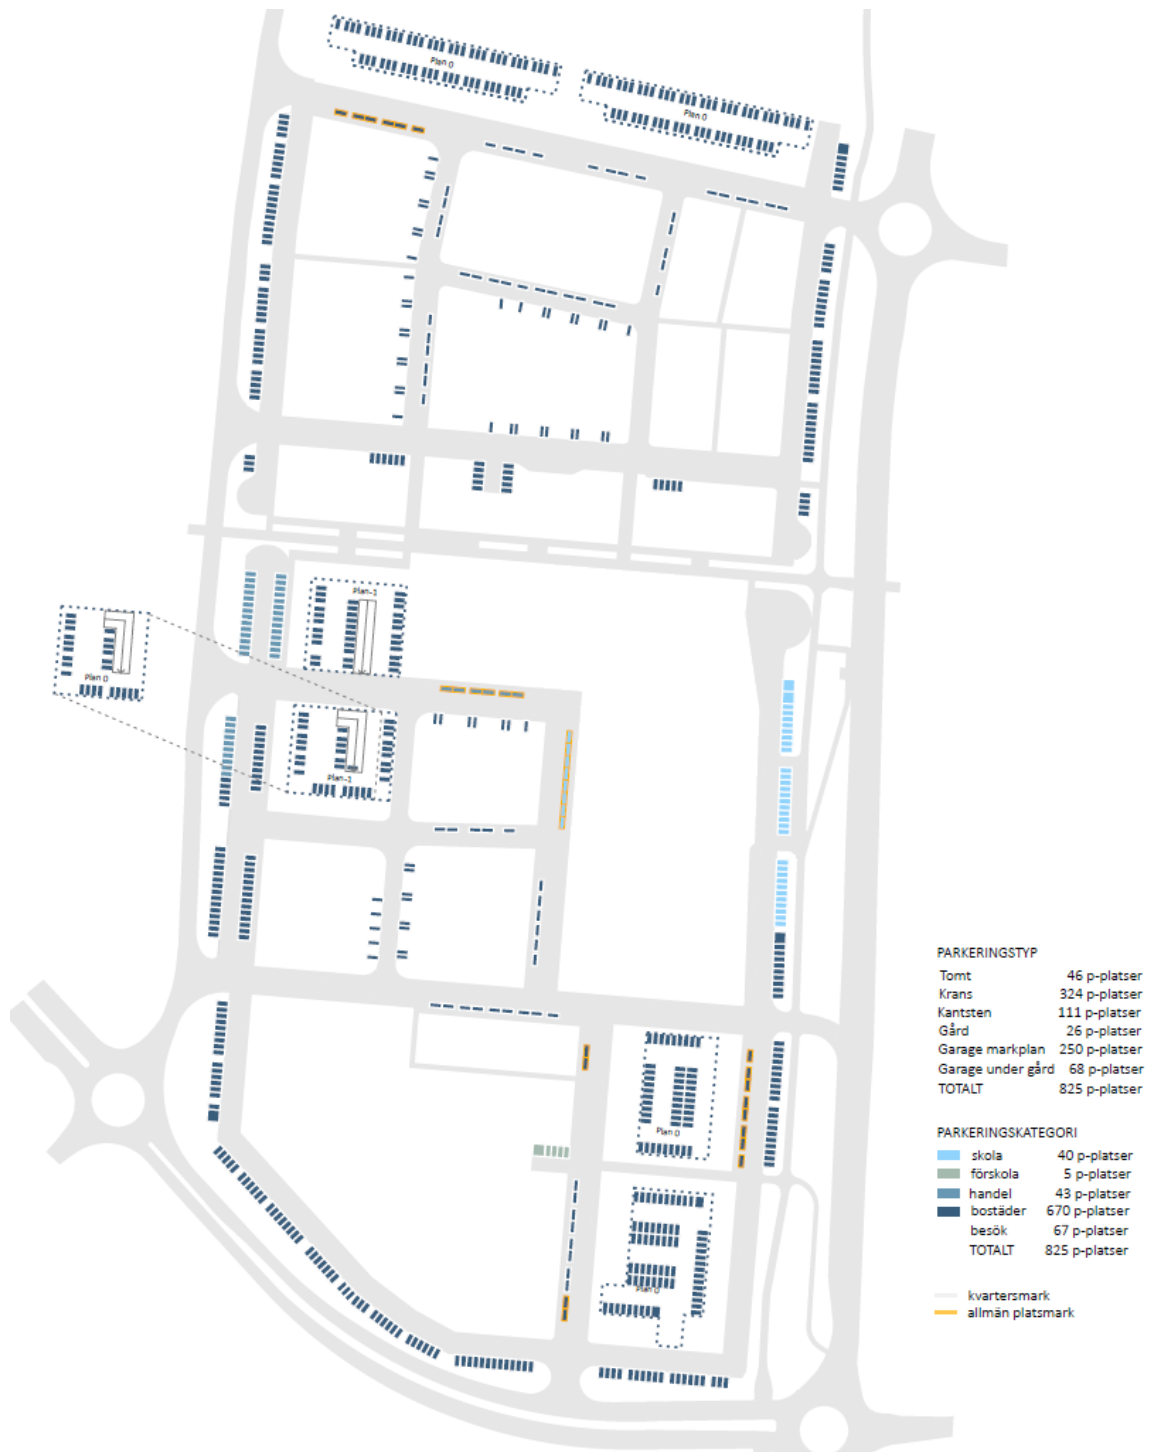 Plan 0
Plan 0
Plan-1
Plan 0
Plan-1
PARKERINGSTYP
Tomt 46 p-platser
Krans 324 p-platser
Kantsten 111 p-platser
Gård 26 p-platser
Garage markplan 250 p-platser
Garage under gård 68 p-platser
TOTALT 825 p-platser
Plan 0
PARKERINGSKATEGORI
skola 40 p-platser
förskola 5 p-platser
handel 43 p-platser
bostäder 670 p-platser
besök 67 p-platser
TOTALT 825 p-platser
Plan 0
kvartersmark
allmän platsmark